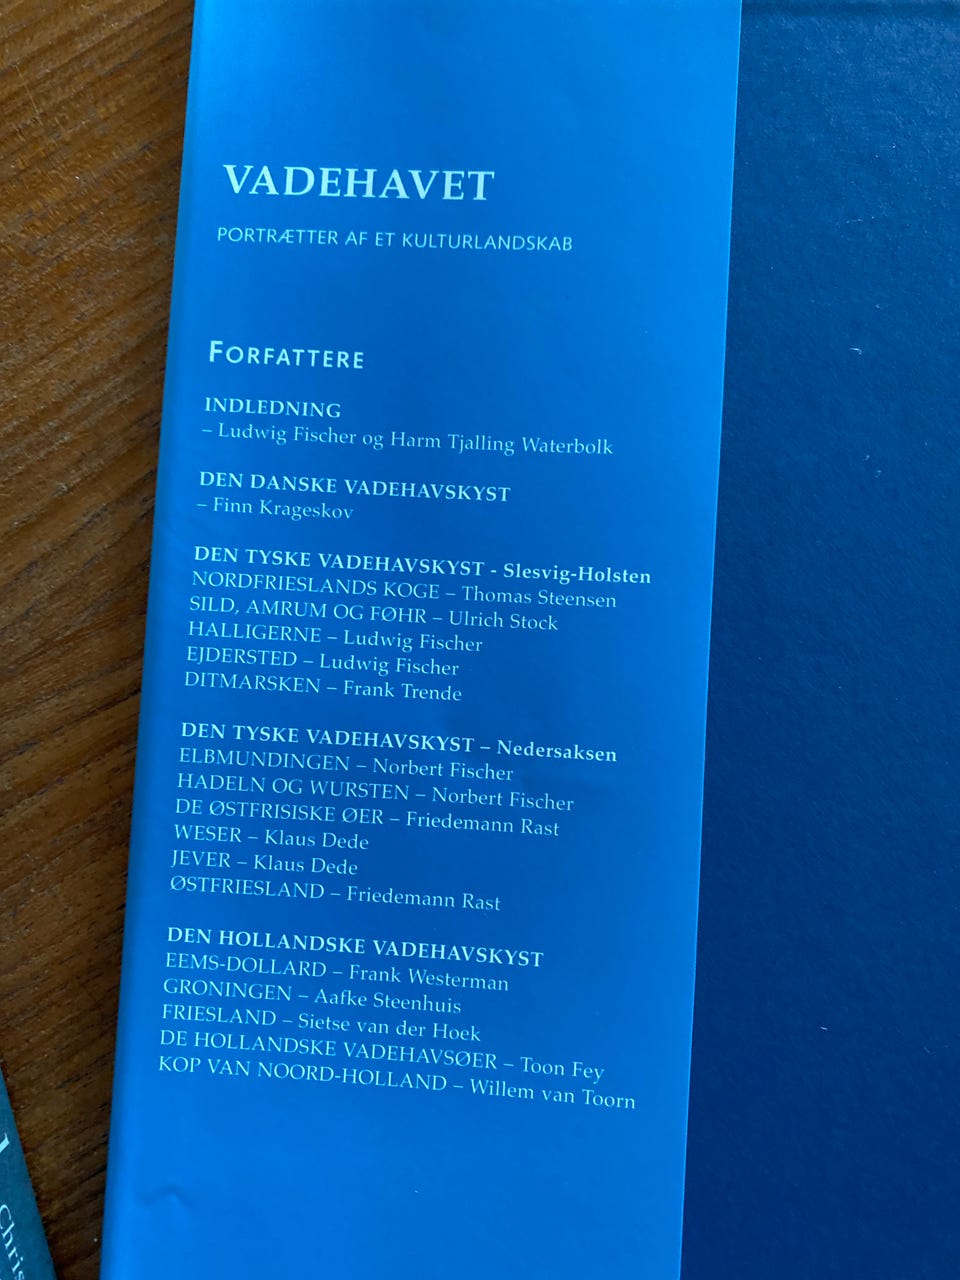 VADEHAVET
PORTRÆTTER AF ET KULTURLANDSKAB
FORFATTERE
INDLEDNING
– Ludwig Fischer og Harm Tjalling Waterbolk
DEN DANSKE VADEHAVSKYST
– Finn Krageskov
DEN TYSKE VADEHAVSKYST - Slesvig-Holsten
NORDFRIESLANDS KOGE – Thomas Steensen
SILD, AMRUM OG FØHR – Ulrich Stock
HALLIGERNE – Ludwig Fischer
EJDERSTED – Ludwig Fischer
DITMARSKEN – Frank Trende
DEN TYSKE VADEHAVSKYST – Nedersaksen
ELBMUNDINGEN – Norbert Fischer
HADELN OG WURSTEN – Norbert Fischer
DE ØSTFRISISKE ØER – Friedemann Rast
WESER – Klaus Dede
JEVER – Klaus Dede
ØSTFRIESLAND – Friedemann Rast
DEN HOLLANDSKE VADEHAVSKYST
EEMS-DOLLARD – Frank Westerman
GRONINGEN – Aafke Steenhuis
FRIESLAND – Sietse van der Hoek
DE HOLLANDSKE VADEHAVSØER – Toon Fey
KOP VAN NOORD-HOLLAND – Willem van Toorn
Chris